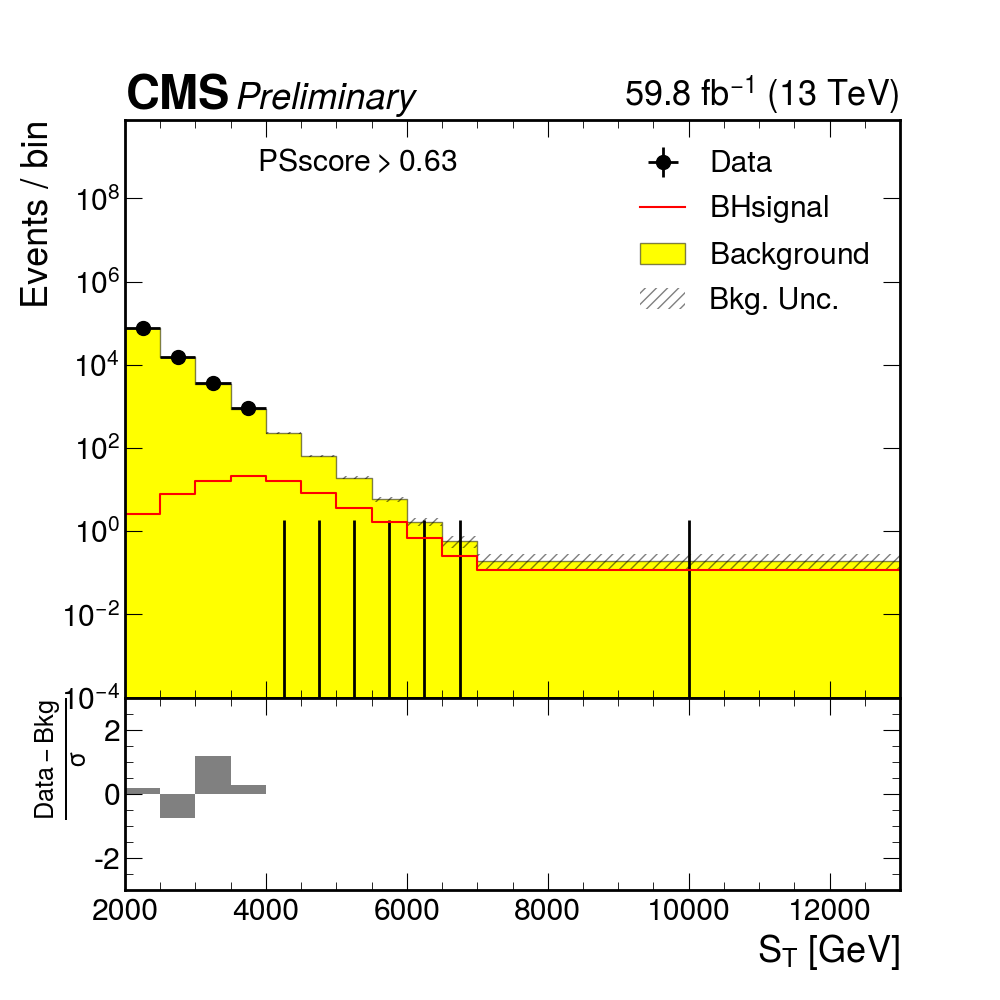 CMS Preliminary 59.8 fb⁻¹ (13 TeV)
Events / bin
PSscore > 0.63
Data
BHsignal
Background
Bkg. Unc.
10⁸
10⁶
10⁴
10²
10⁰
10⁻²
10⁻⁴
Data – Bkg
σ
2
0
-2
2000 4000 6000 8000 10000 12000
S_T [GeV]